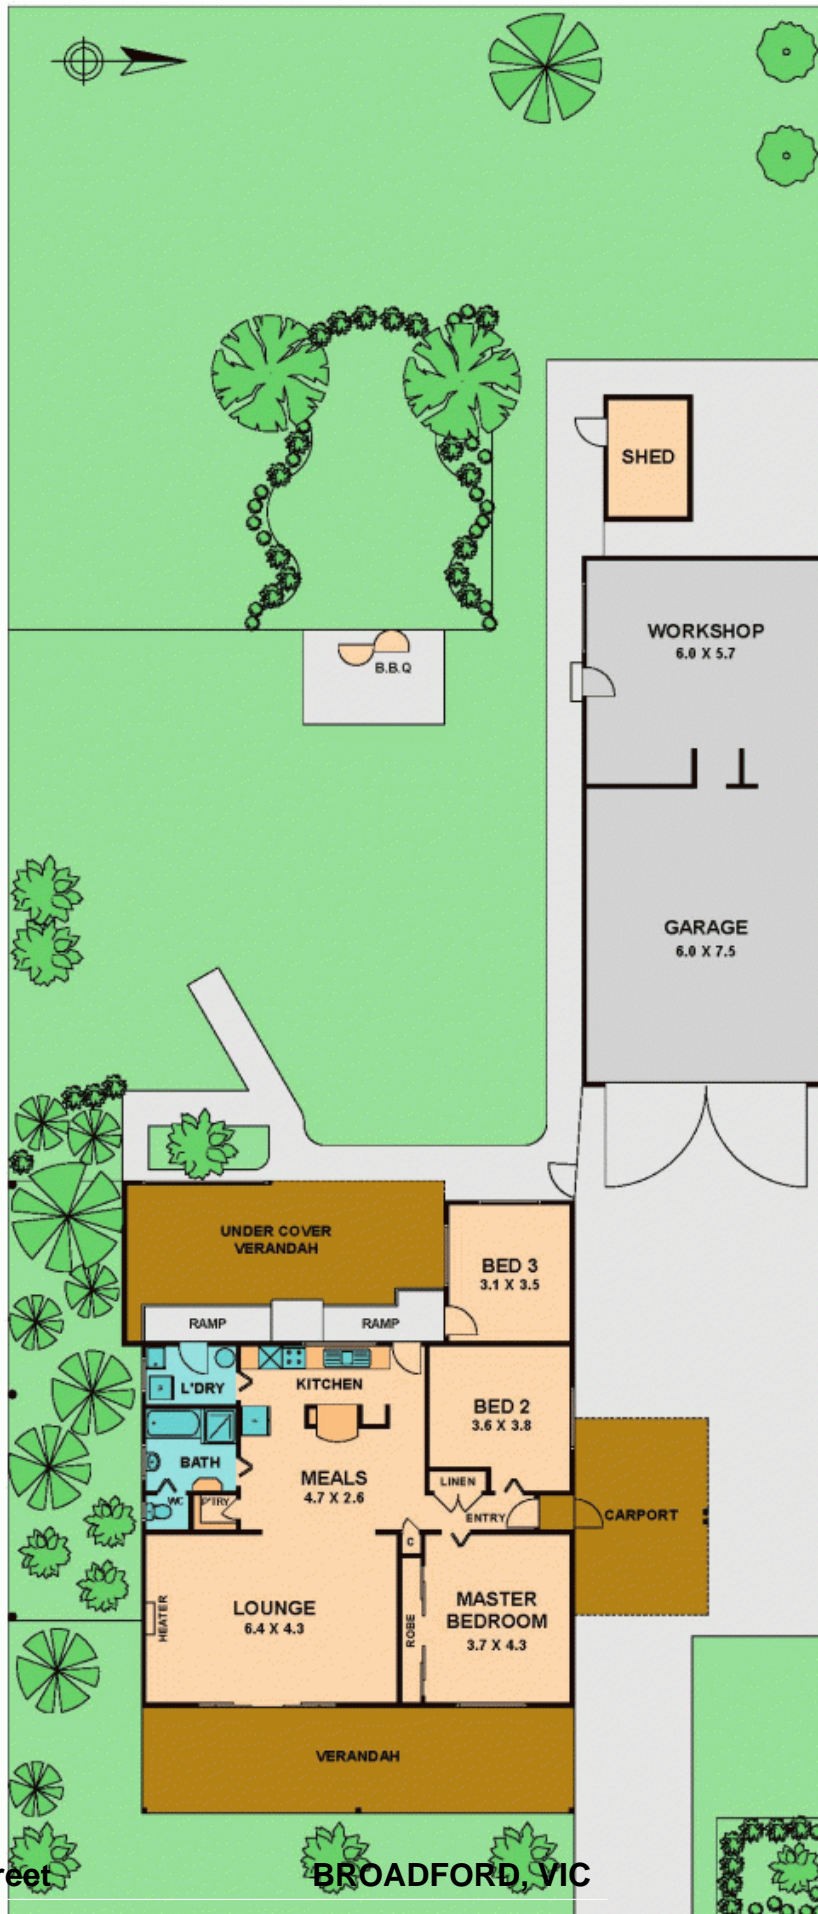 SHED
WORKSHOP
6.0 X 5.7
B.B.Q
GARAGE
6.0 X 7.5
UNDER COVER
VERANDAH
BED 3
3.1 X 3.5
RAMP
RAMP
L'DRY
KITCHEN
BED 2
3.6 X 3.8
BATH
MEALS
4.7 X 2.6
LINEN
WC
P'TRY
ENTRY
CARPORT
C
LOUNGE
6.4 X 4.3
HEATER
ROBE
MASTER
BEDROOM
3.7 X 4.3
VERANDAH
reet
BROADFORD, VIC